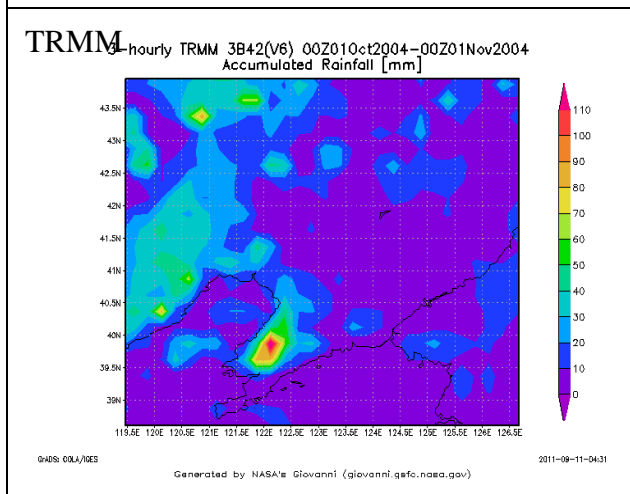 TRMM
3-hourly TRMM 3B42(V6) 00Z01Oct2004-00Z01Nov2004
Accumulated Rainfall [mm]
43.5N
43N
42.5N
42N
41.5N
41N
40.5N
40N
39.5N
39N
119.5E 120E 120.5E 121E 121.5E 122E 122.5E 123E 123.5E 124E 124.5E 125E 125.5E 126E 126.5E
110
100
90
80
70
60
50
40
30
20
10
0
GrADS: COLA/IGES
2011-09-11-04:31
Generated by NASA's Giovanni (giovanni.gsfc.nasa.gov)